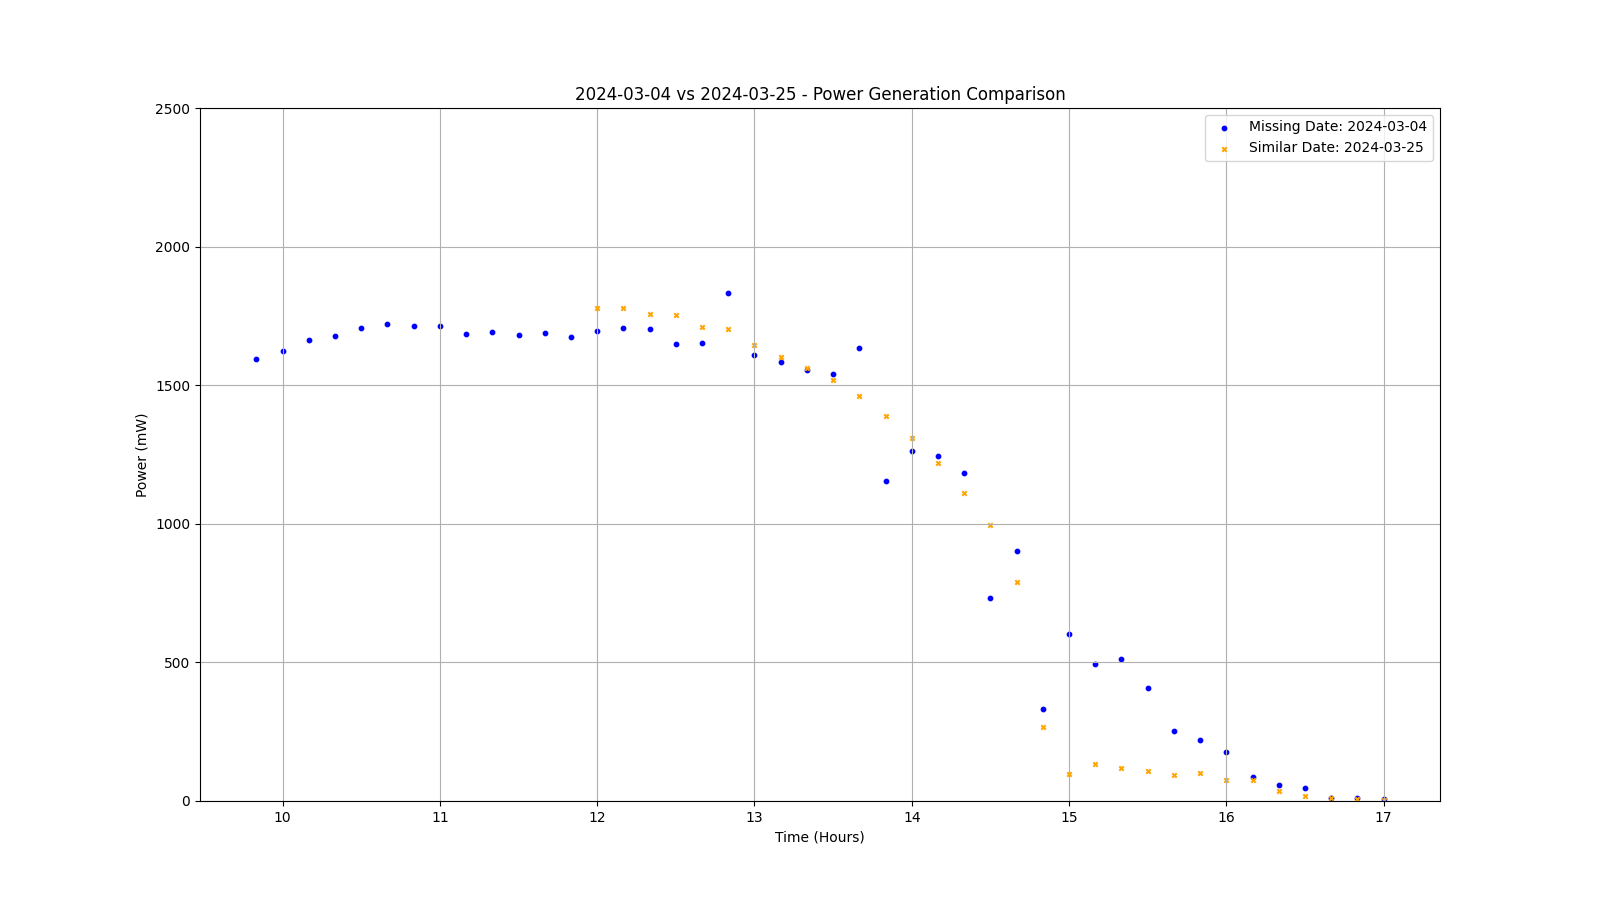 2024-03-04 vs 2024-03-25 - Power Generation Comparison
Missing Date: 2024-03-04
Similar Date: 2024-03-25
2500
2000
1500
1000
500
0
Power (mW)
10 11 12 13 14 15 16 17
Time (Hours)